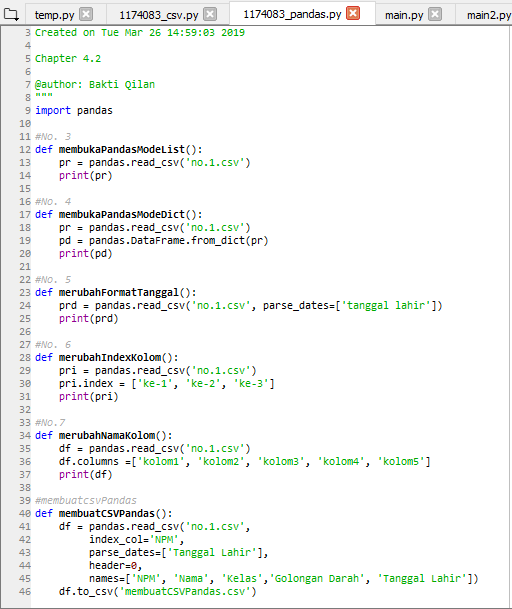 temp.py 1174083_csv.py 1174083_pandas.py main.py main2.py
3 Created on Tue Mar 26 14:59:03 2019
4
5 Chapter 4.2
6
7 @author: Bakti Qilan
8 """
9 import pandas
10
11 #No. 3
12 def membukaPandasModeList():
13     pr = pandas.read_csv('no.1.csv')
14     print(pr)
15
16 #No. 4
17 def membukaPandasModeDict():
18     pr = pandas.read_csv('no.1.csv')
19     pd = pandas.DataFrame.from_dict(pr)
20     print(pd)
21
22 #No. 5
23 def merubahFormatTanggal():
24     prd = pandas.read_csv('no.1.csv', parse_dates=['tanggal lahir'])
25     print(prd)
26
27 #No. 6
28 def merubahIndexKolom():
29     pri = pandas.read_csv('no.1.csv')
30     pri.index = ['ke-1', 'ke-2', 'ke-3']
31     print(pri)
32
33 #No.7
34 def merubahNamaKolom():
35     df = pandas.read_csv('no.1.csv')
36     df.columns =['kolom1', 'kolom2', 'kolom3', 'kolom4', 'kolom5']
37     print(df)
38
39 #membuatcsvPandas
40 def membuatCSVPandas():
41     df = pandas.read_csv('no.1.csv',
42          index_col='NPM',
43          parse_dates=['Tanggal Lahir'],
44          header=0,
45          names=['NPM', 'Nama', 'Kelas','Golongan Darah', 'Tanggal Lahir'])
46     df.to_csv('membuatCSVPandas.csv')